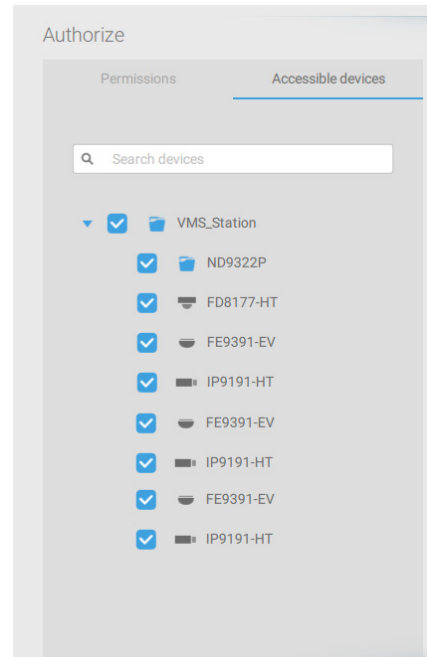 Authorize
Permissions Accessible devices
Search devices
VMS_Station
ND9322P
FD8177-HT
FE9391-EV
IP9191-HT
FE9391-EV
IP9191-HT
FE9391-EV
IP9191-HT